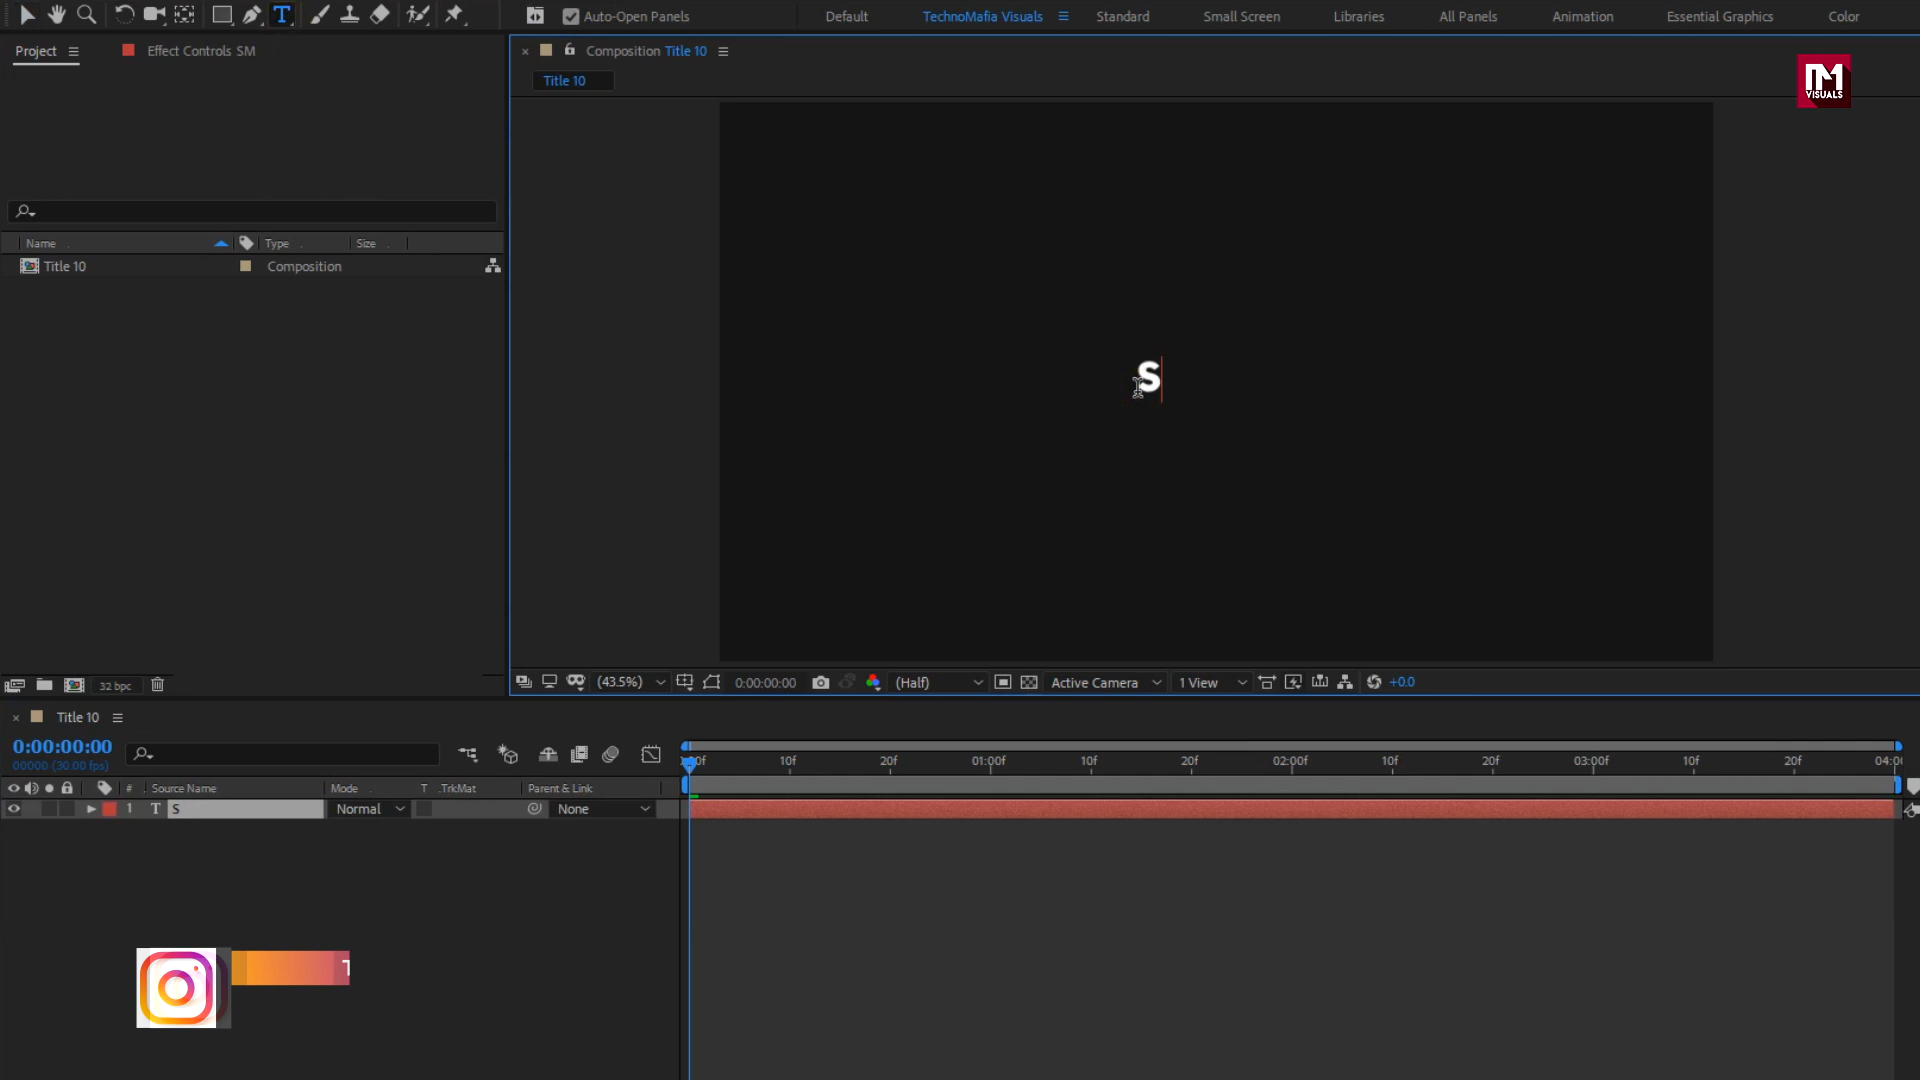 T Auto-Open Panels Default TechnoMafia Visuals Standard Small Screen Libraries All Panels Animation Essential Graphics Color
Project Effect Controls SM
Composition Title 10
Title 10
VISUALS
Name Type Size
Title 10 Composition
S
32 bpc
(43.5%) 0:00:00:00 (Half) Active Camera 1 View +0.0
Title 10
0:00:00:00
00000 (30.00 fps)
10f 20f 01:00f 10f 20f 02:00f 10f 20f 03:00f 10f 20f 04:00
# Source Name Mode T .TrkMat Parent & Link
1 T S Normal None
T